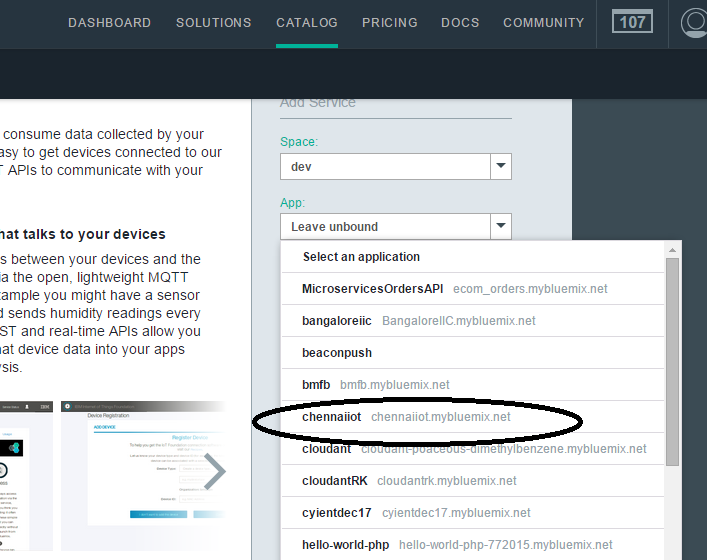 DASHBOARD SOLUTIONS CATALOG PRICING DOCS COMMUNITY 107
Add Service
consume data collected by your
asy to get devices connected to our
T APIs to communicate with your
Space:
dev
App:
Leave unbound
hat talks to your devices
s between your devices and the
ia the open, lightweight MQTT
ample you might have a sensor
d sends humidity readings every
ST and real-time APIs allow you
hat device data into your apps
ysis.
Select an application
MicroservicesOrdersAPI ecom_orders.mybluemix.net
bangaloreiic BangaloreIIC.mybluemix.net
beaconpush
bmfb bmfb.mybluemix.net
chennaiiot chennaiiot.mybluemix.net
cloudant cloudant-poaceous-dimethylbenzene.mybluemix.net
cloudantRK cloudantrk.mybluemix.net
cyientdec17 cyientdec17.mybluemix.net
hello-world-php hello-world-php-772015.mybluemix.net
Device Registration
ADD DEVICE
Register Device